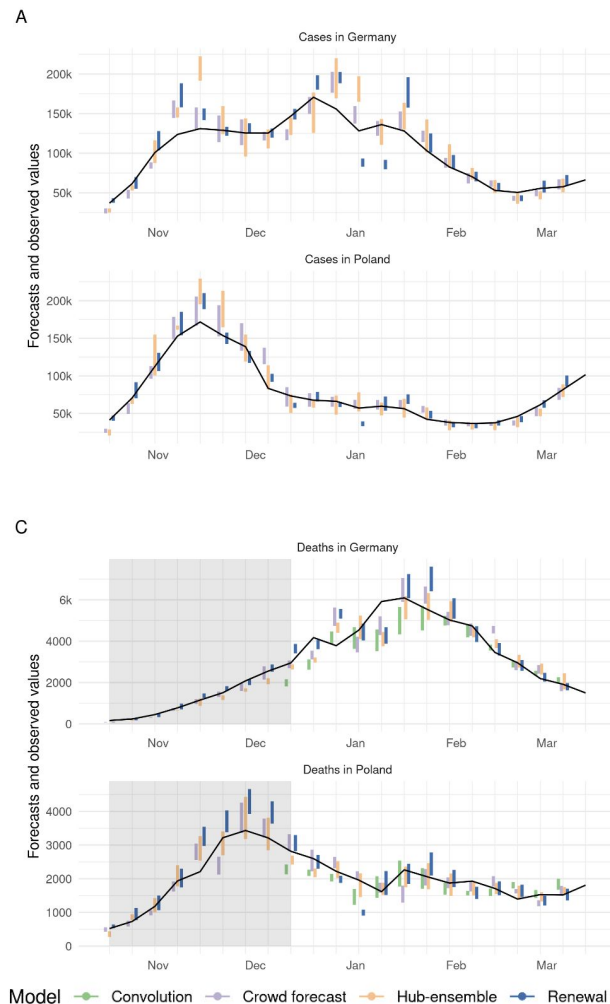 A
Cases in Germany
Forecasts and observed values
200k
150k
100k
50k
Nov Dec Jan Feb Mar
Cases in Poland
200k
150k
100k
50k
Nov Dec Jan Feb Mar
C
Deaths in Germany
Forecasts and observed values
6k
4000
2000
0
Nov Dec Jan Feb Mar
Deaths in Poland
4000
3000
2000
1000
0
Nov Dec Jan Feb Mar
Model Convolution Crowd forecast Hub-ensemble Renewal